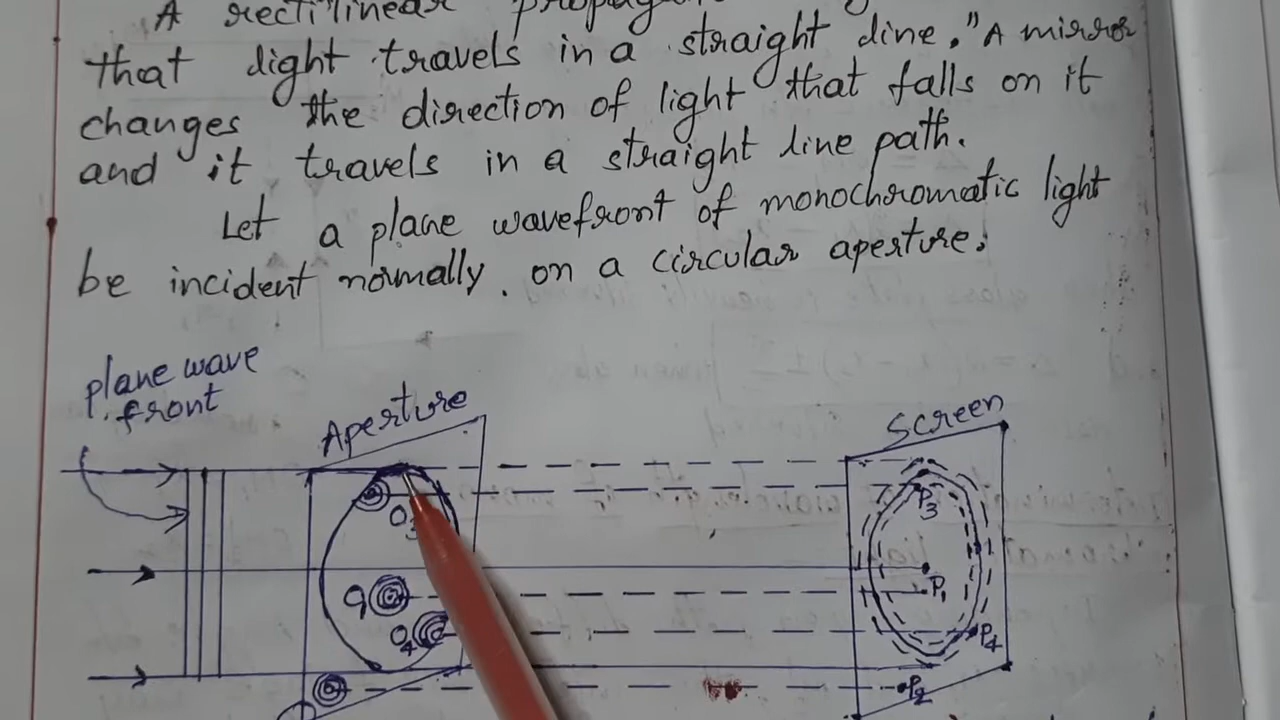 A rectilinear
that light travels in a straight line." A mirror
changes the direction of light that falls on it
and it travels in a straight line path.
Let a plane wavefront of monochromatic light
be incident normally. on a circular aperture.
plane wave
front
Aperture
Screen
O3
P3
P1
O4
P4
P2